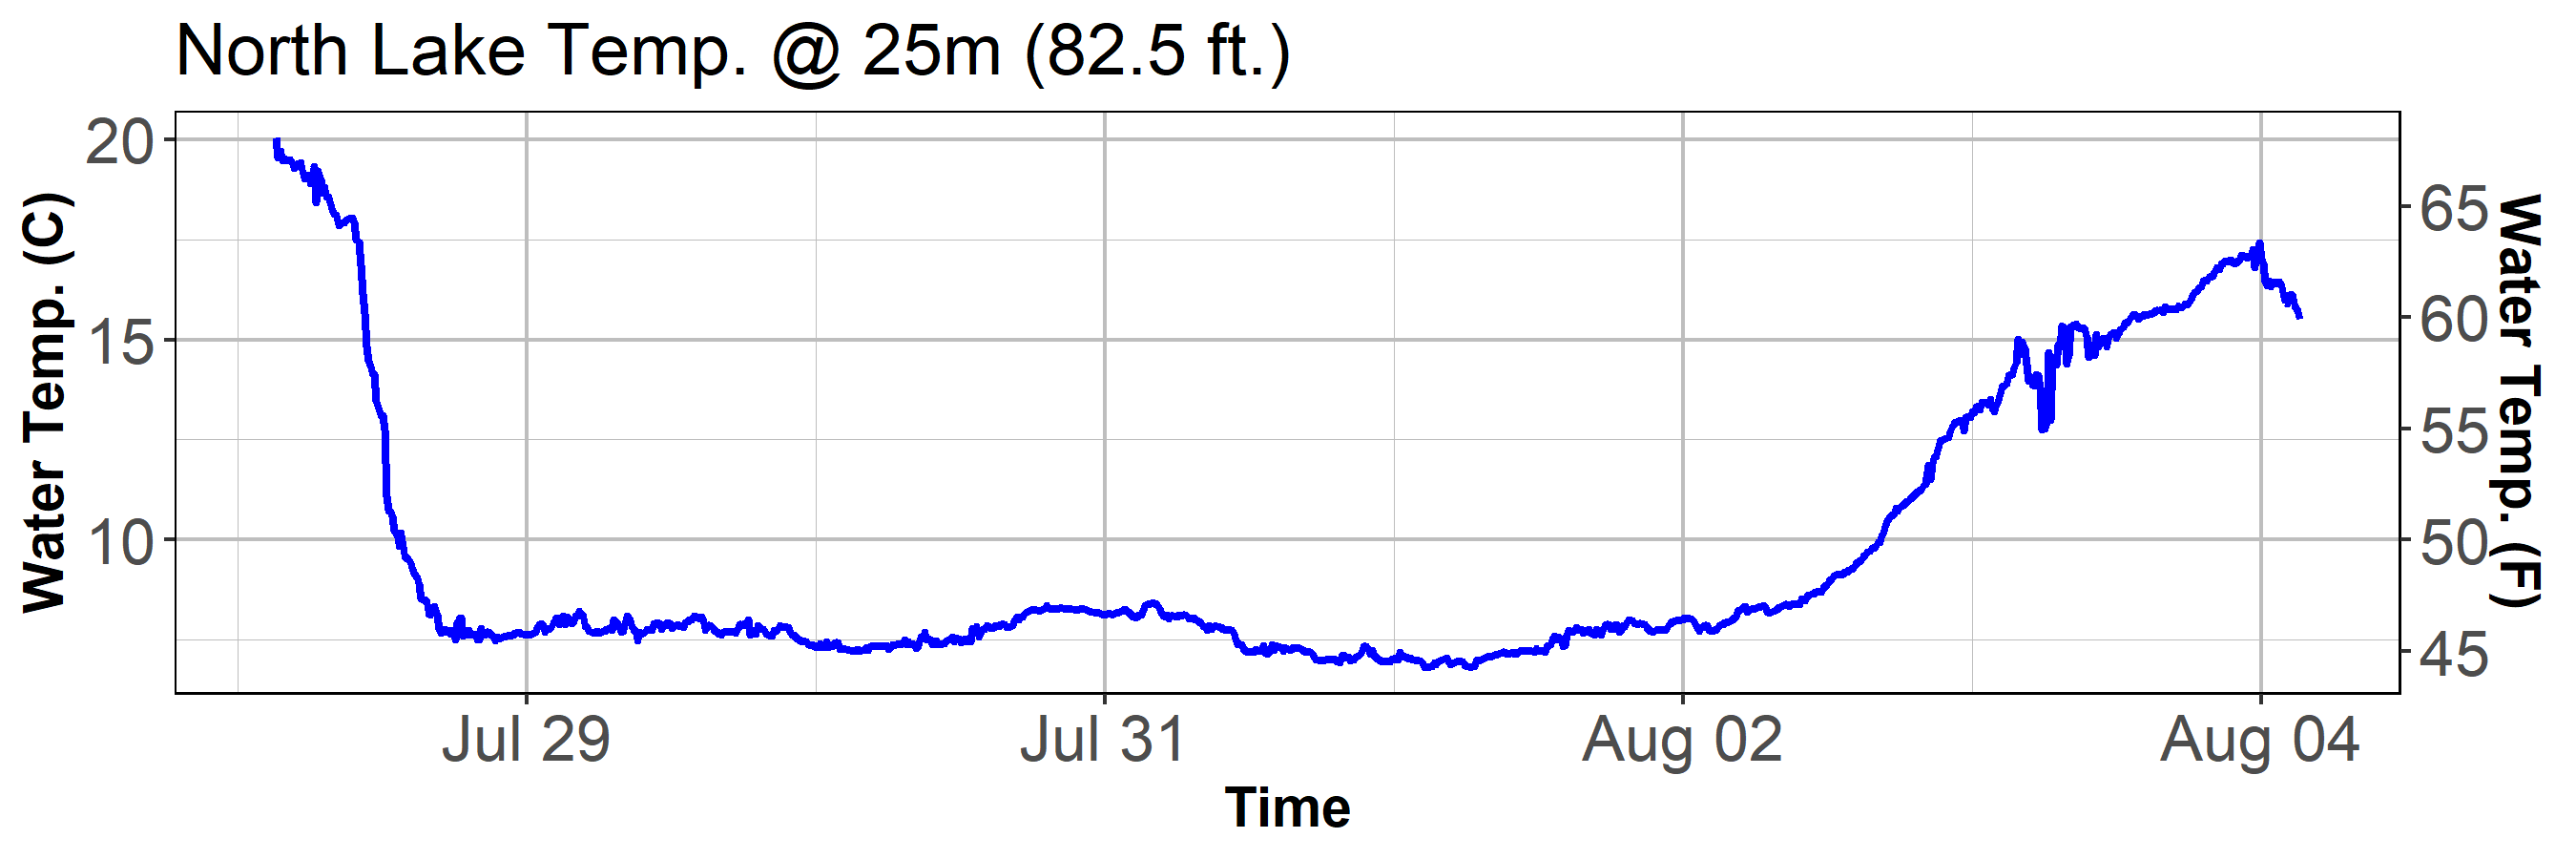 North Lake Temp. @ 25m (82.5 ft.)
Water Temp. (C)
20
15
10
65
60
55
50
45
Water Temp. (F)
Jul 29
Jul 31
Aug 02
Aug 04
Time